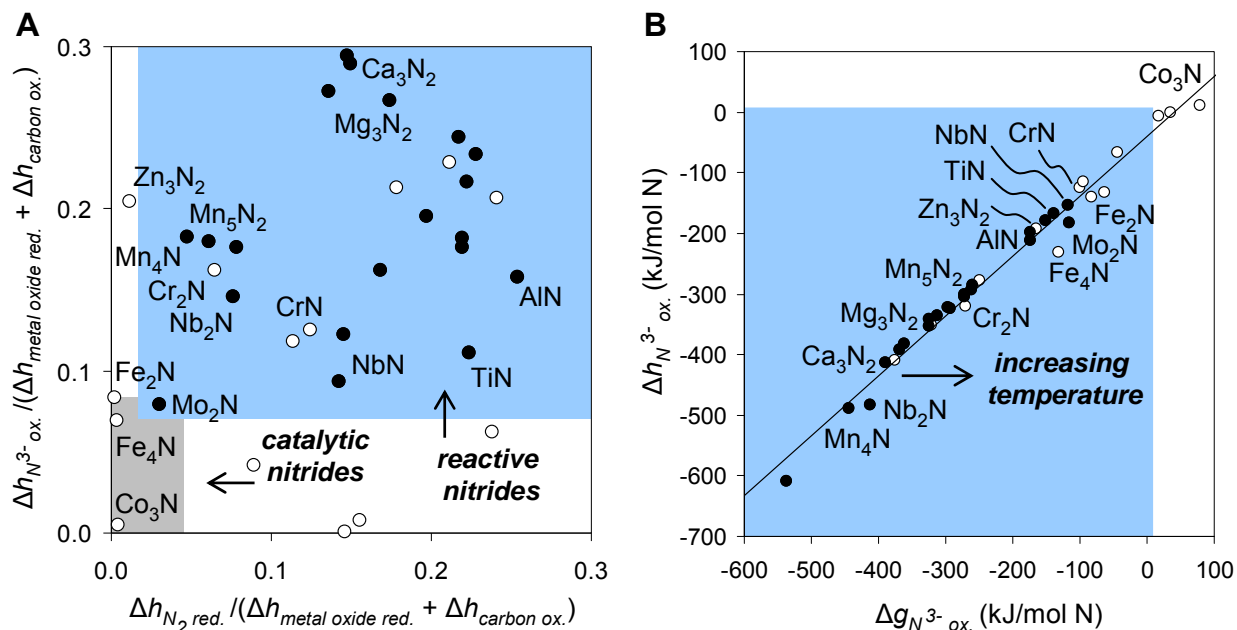 A
0.3
0.2
0.1
0.0
0.0
0.1
0.2
0.3
Δh_N³⁻ ox. /(Δh_metal oxide red. + Δh_carbon ox.)
Δh_N₂ red. /(Δh_metal oxide red. + Δh_carbon ox.)
Ca₃N₂
Mg₃N₂
Zn₃N₂
Mn₅N₂
Mn₄N
Cr₂N
Nb₂N
CrN
AlN
NbN
TiN
Fe₂N
Mo₂N
Fe₄N
Co₃N
catalytic
nitrides
reactive
nitrides
B
100
0
-100
-200
-300
-400
-500
-600
-700
-600
-500
-400
-300
-200
-100
0
100
Δh_N³⁻ ox. (kJ/mol N)
Δg_N³⁻ ox. (kJ/mol N)
Co₃N
NbN
CrN
TiN
Zn₃N₂
AlN
Fe₂N
Mo₂N
Fe₄N
Mn₅N₂
Mg₃N₂
Cr₂N
Ca₃N₂
increasing
temperature
Nb₂N
Mn₄N